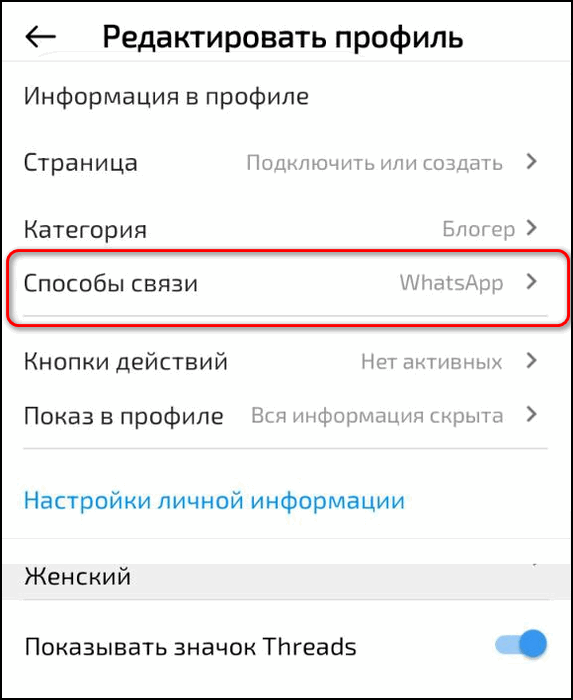 Редактировать профиль
Информация в профиле
Страница Подключить или создать
Категория Блогер
Способы связи WhatsApp
Кнопки действий Нет активных
Показ в профиле Вся информация скрыта
Настройки личной информации
Женский
Показывать значок Threads